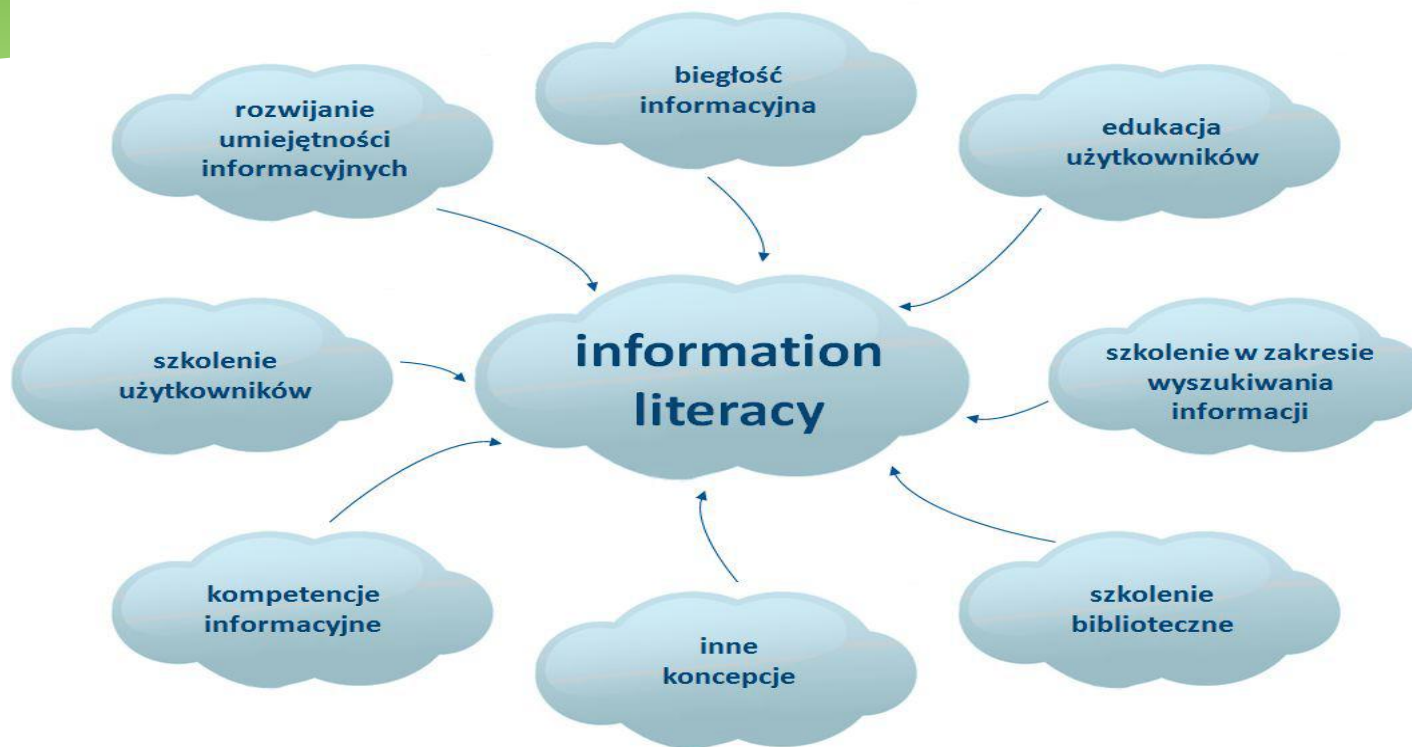 biegłość
informacyjna
rozwijanie
umiejętności
informacyjnych
edukacja
użytkowników
information
literacy
szkolenie
użytkowników
szkolenie w zakresie
wyszukiwania
informacji
kompetencje
informacyjne
inne
koncepcje
szkolenie
biblioteczne